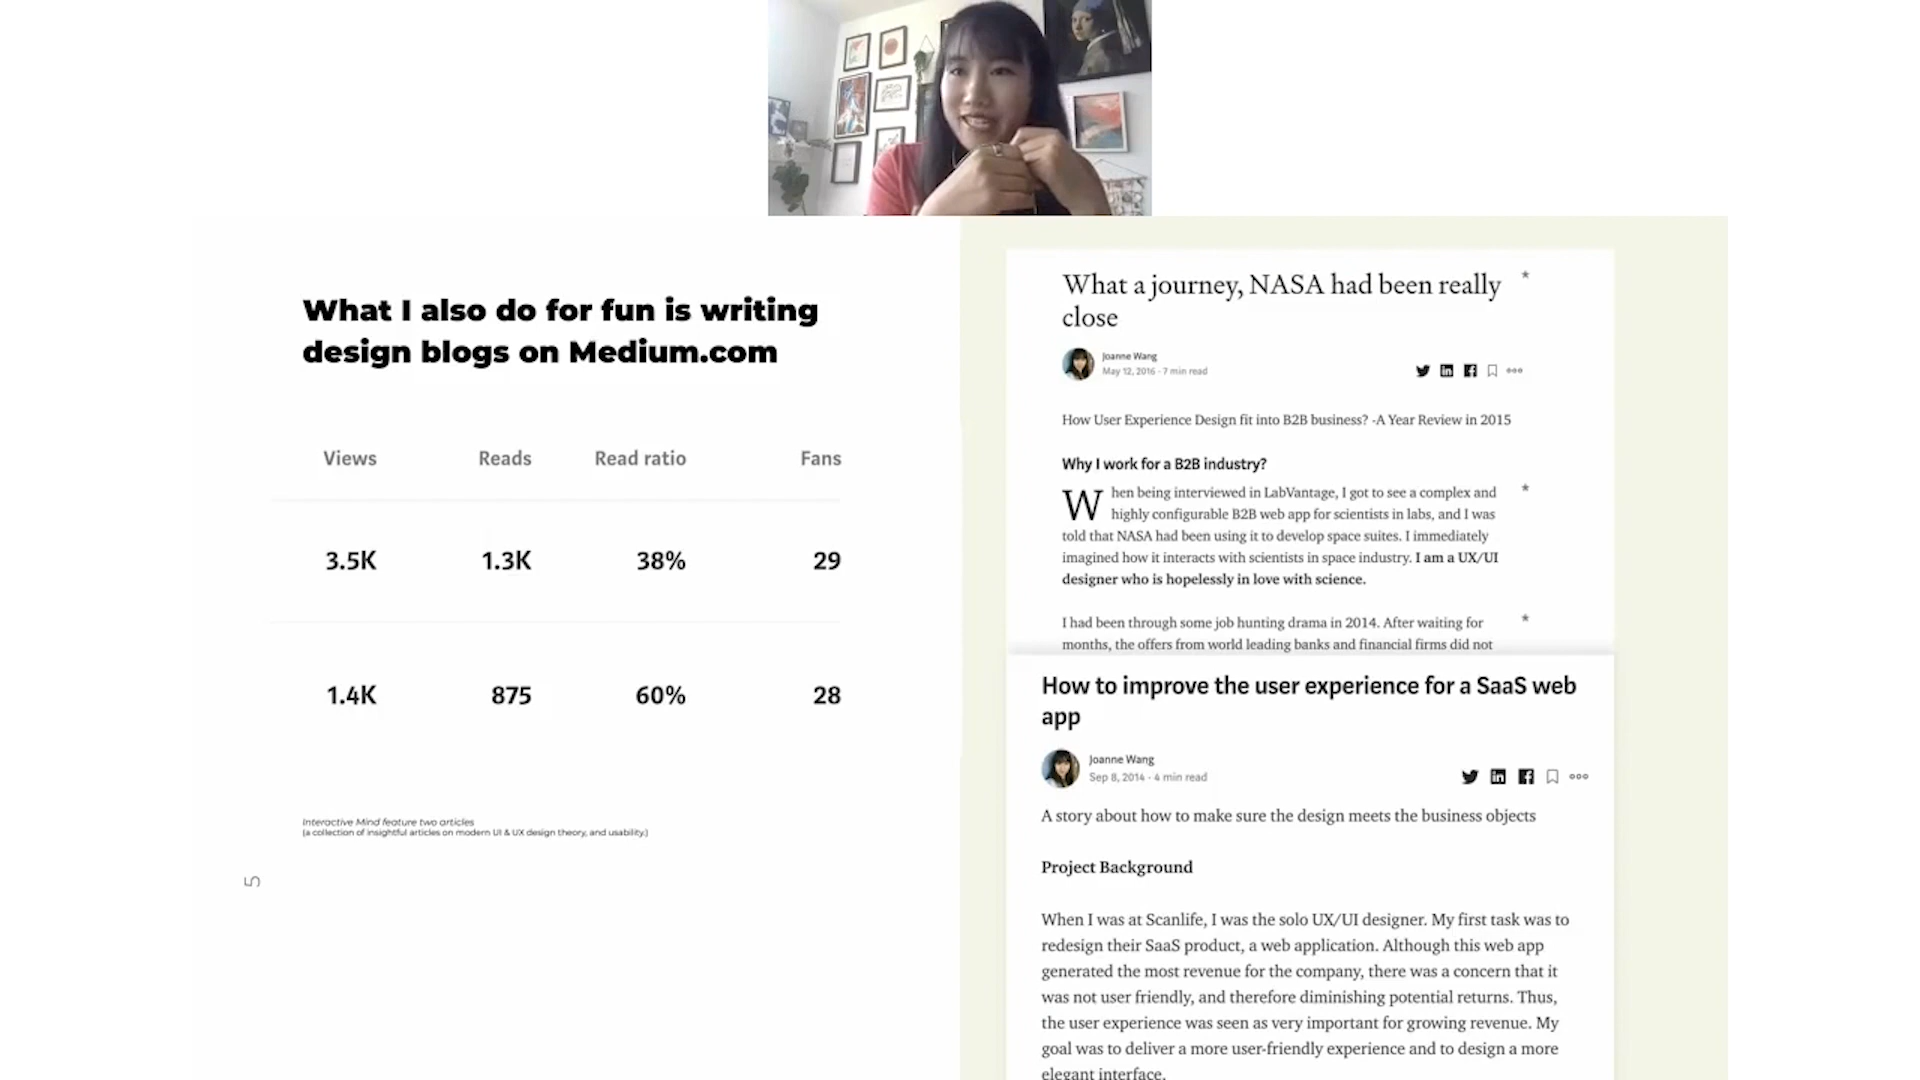 What I also do for fun is writing
design blogs on Medium.com
Views Reads Read ratio Fans
3.5K 1.3K 38% 29
1.4K 875 60% 28
Interactive Mind feature two articles
(a collection of insightful articles on modern UI & UX design theory, and usability.)
5
What a journey, NASA had been really
close
Joanne Wang
May 12, 2016 · 7 min read
How User Experience Design fit into B2B business? -A Year Review in 2015
Why I work for a B2B industry?
When being interviewed in LabVantage, I got to see a complex and
highly configurable B2B web app for scientists in labs, and I was
told that NASA had been using it to develop space suites. I immediately
imagined how it interacts with scientists in space industry. I am a UX/UI
designer who is hopelessly in love with science.
I had been through some job hunting drama in 2014. After waiting for
months, the offers from world leading banks and financial firms did not
How to improve the user experience for a SaaS web
app
Joanne Wang
Sep 8, 2014 · 4 min read
A story about how to make sure the design meets the business objects
Project Background
When I was at Scanlife, I was the solo UX/UI designer. My first task was to
redesign their SaaS product, a web application. Although this web app
generated the most revenue for the company, there was a concern that it
was not user friendly, and therefore diminishing potential returns. Thus,
the user experience was seen as very important for growing revenue. My
goal was to deliver a more user-friendly experience and to design a more
elegant interface.